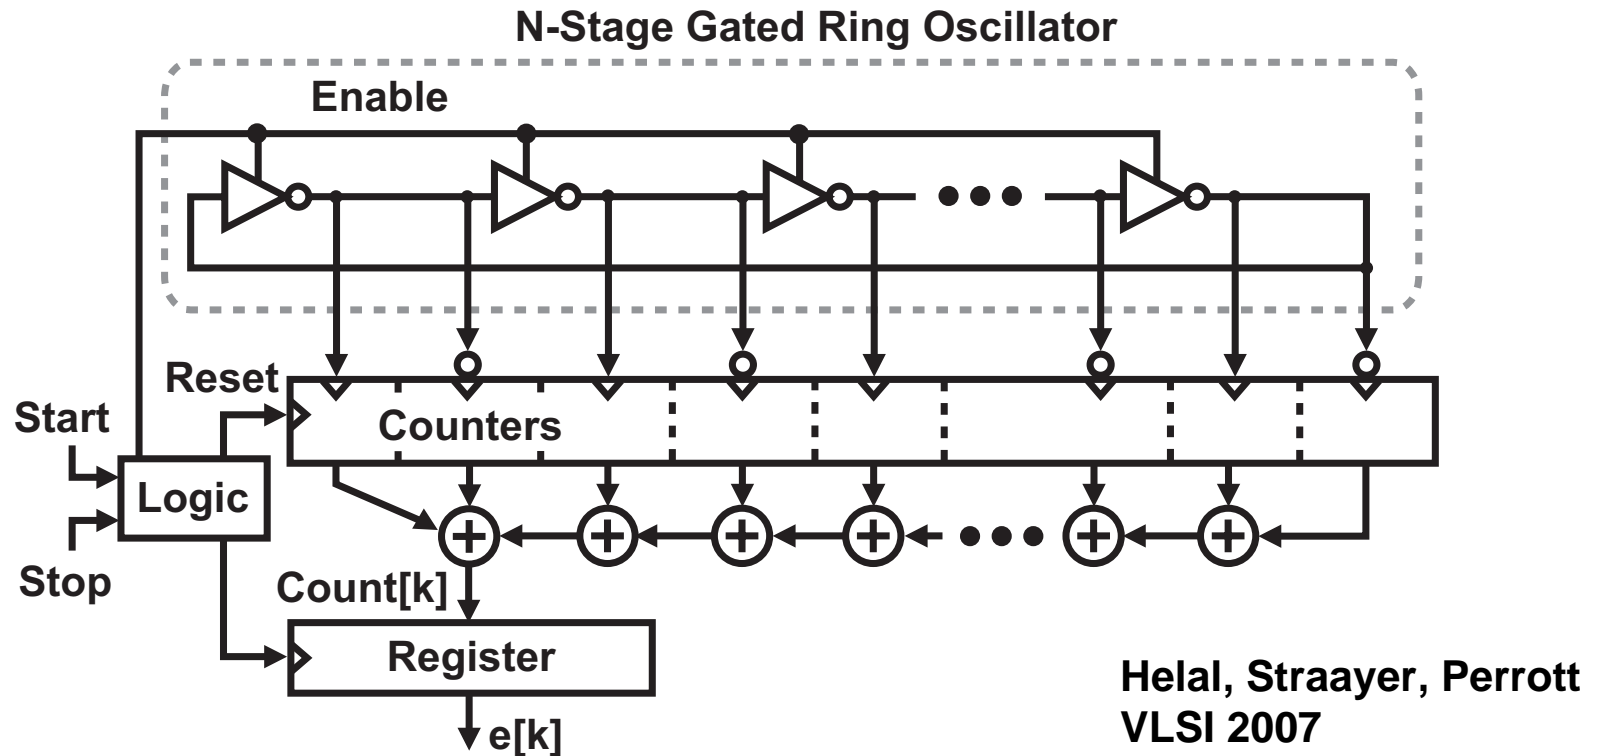 N-Stage Gated Ring Oscillator
Enable
Reset
Start
Counters
Logic
Stop
Count[k]
Register
e[k]
Helal, Straayer, Perrott
VLSI 2007